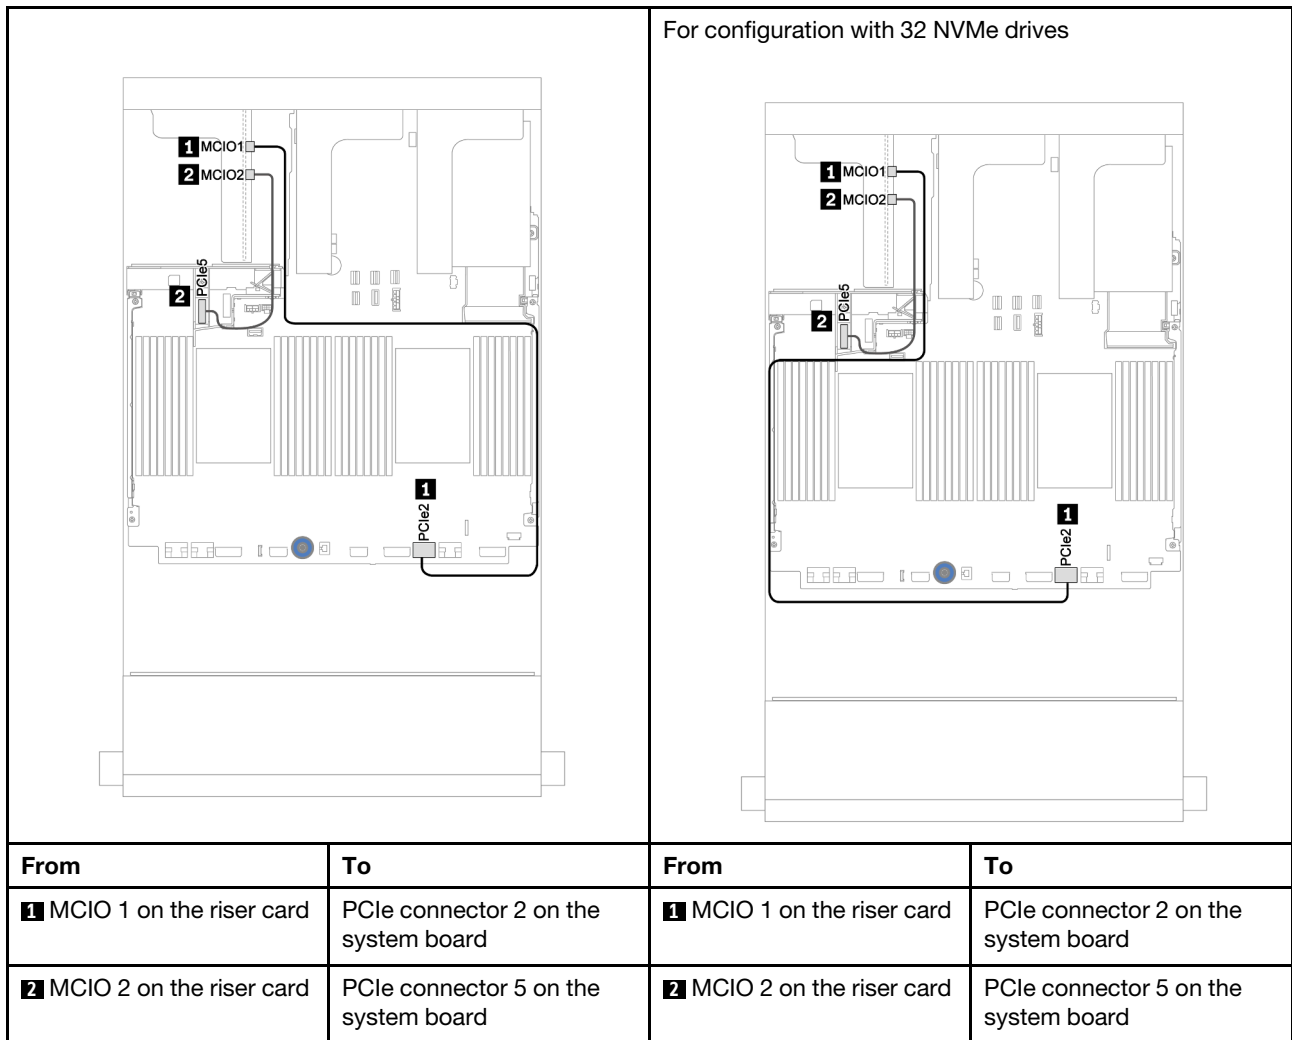 For configuration with 32 NVMe drives
1 MCIO1
2 MCIO2
PCIe5
2
1
PCIe2
1 MCIO1
2 MCIO2
PCIe5
2
1
PCIe2
From To From To
1 MCIO 1 on the riser card PCIe connector 2 on the 1 MCIO 1 on the riser card PCIe connector 2 on the
system board system board
2 MCIO 2 on the riser card PCIe connector 5 on the 2 MCIO 2 on the riser card PCIe connector 5 on the
system board system board